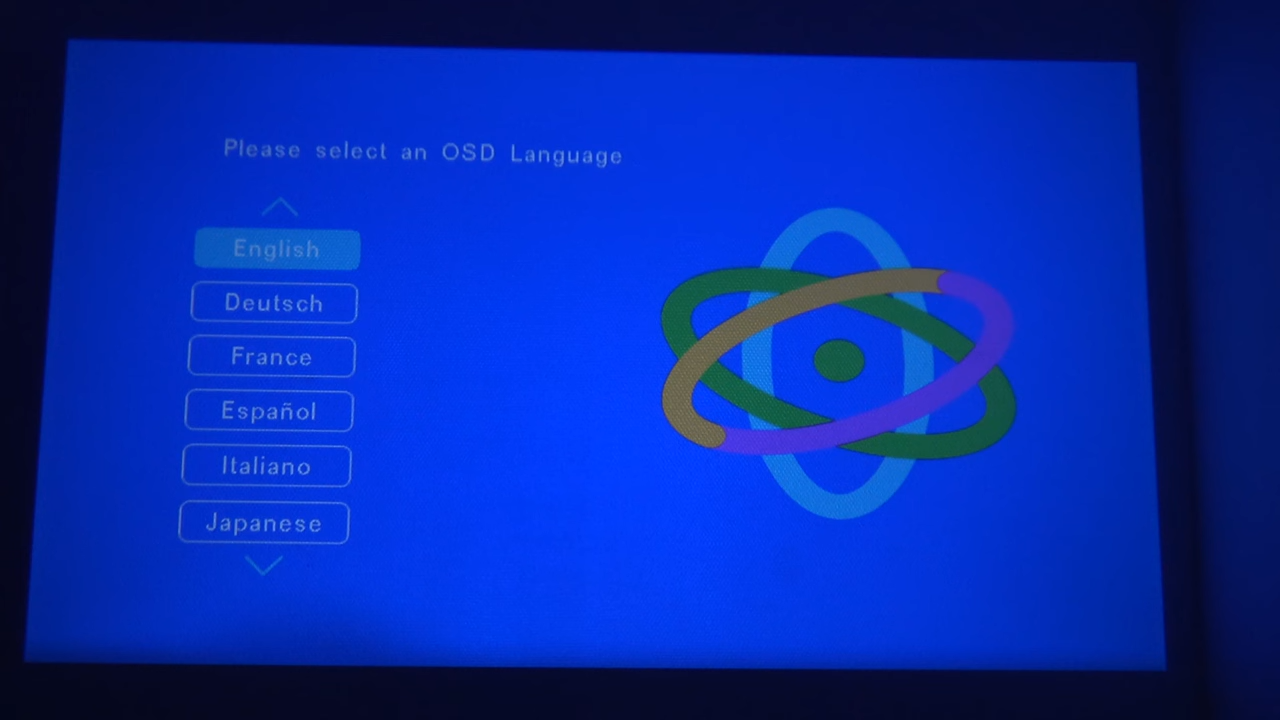 Please select an OSD Language
English
Deutsch
France
Español
Italiano
Japanese